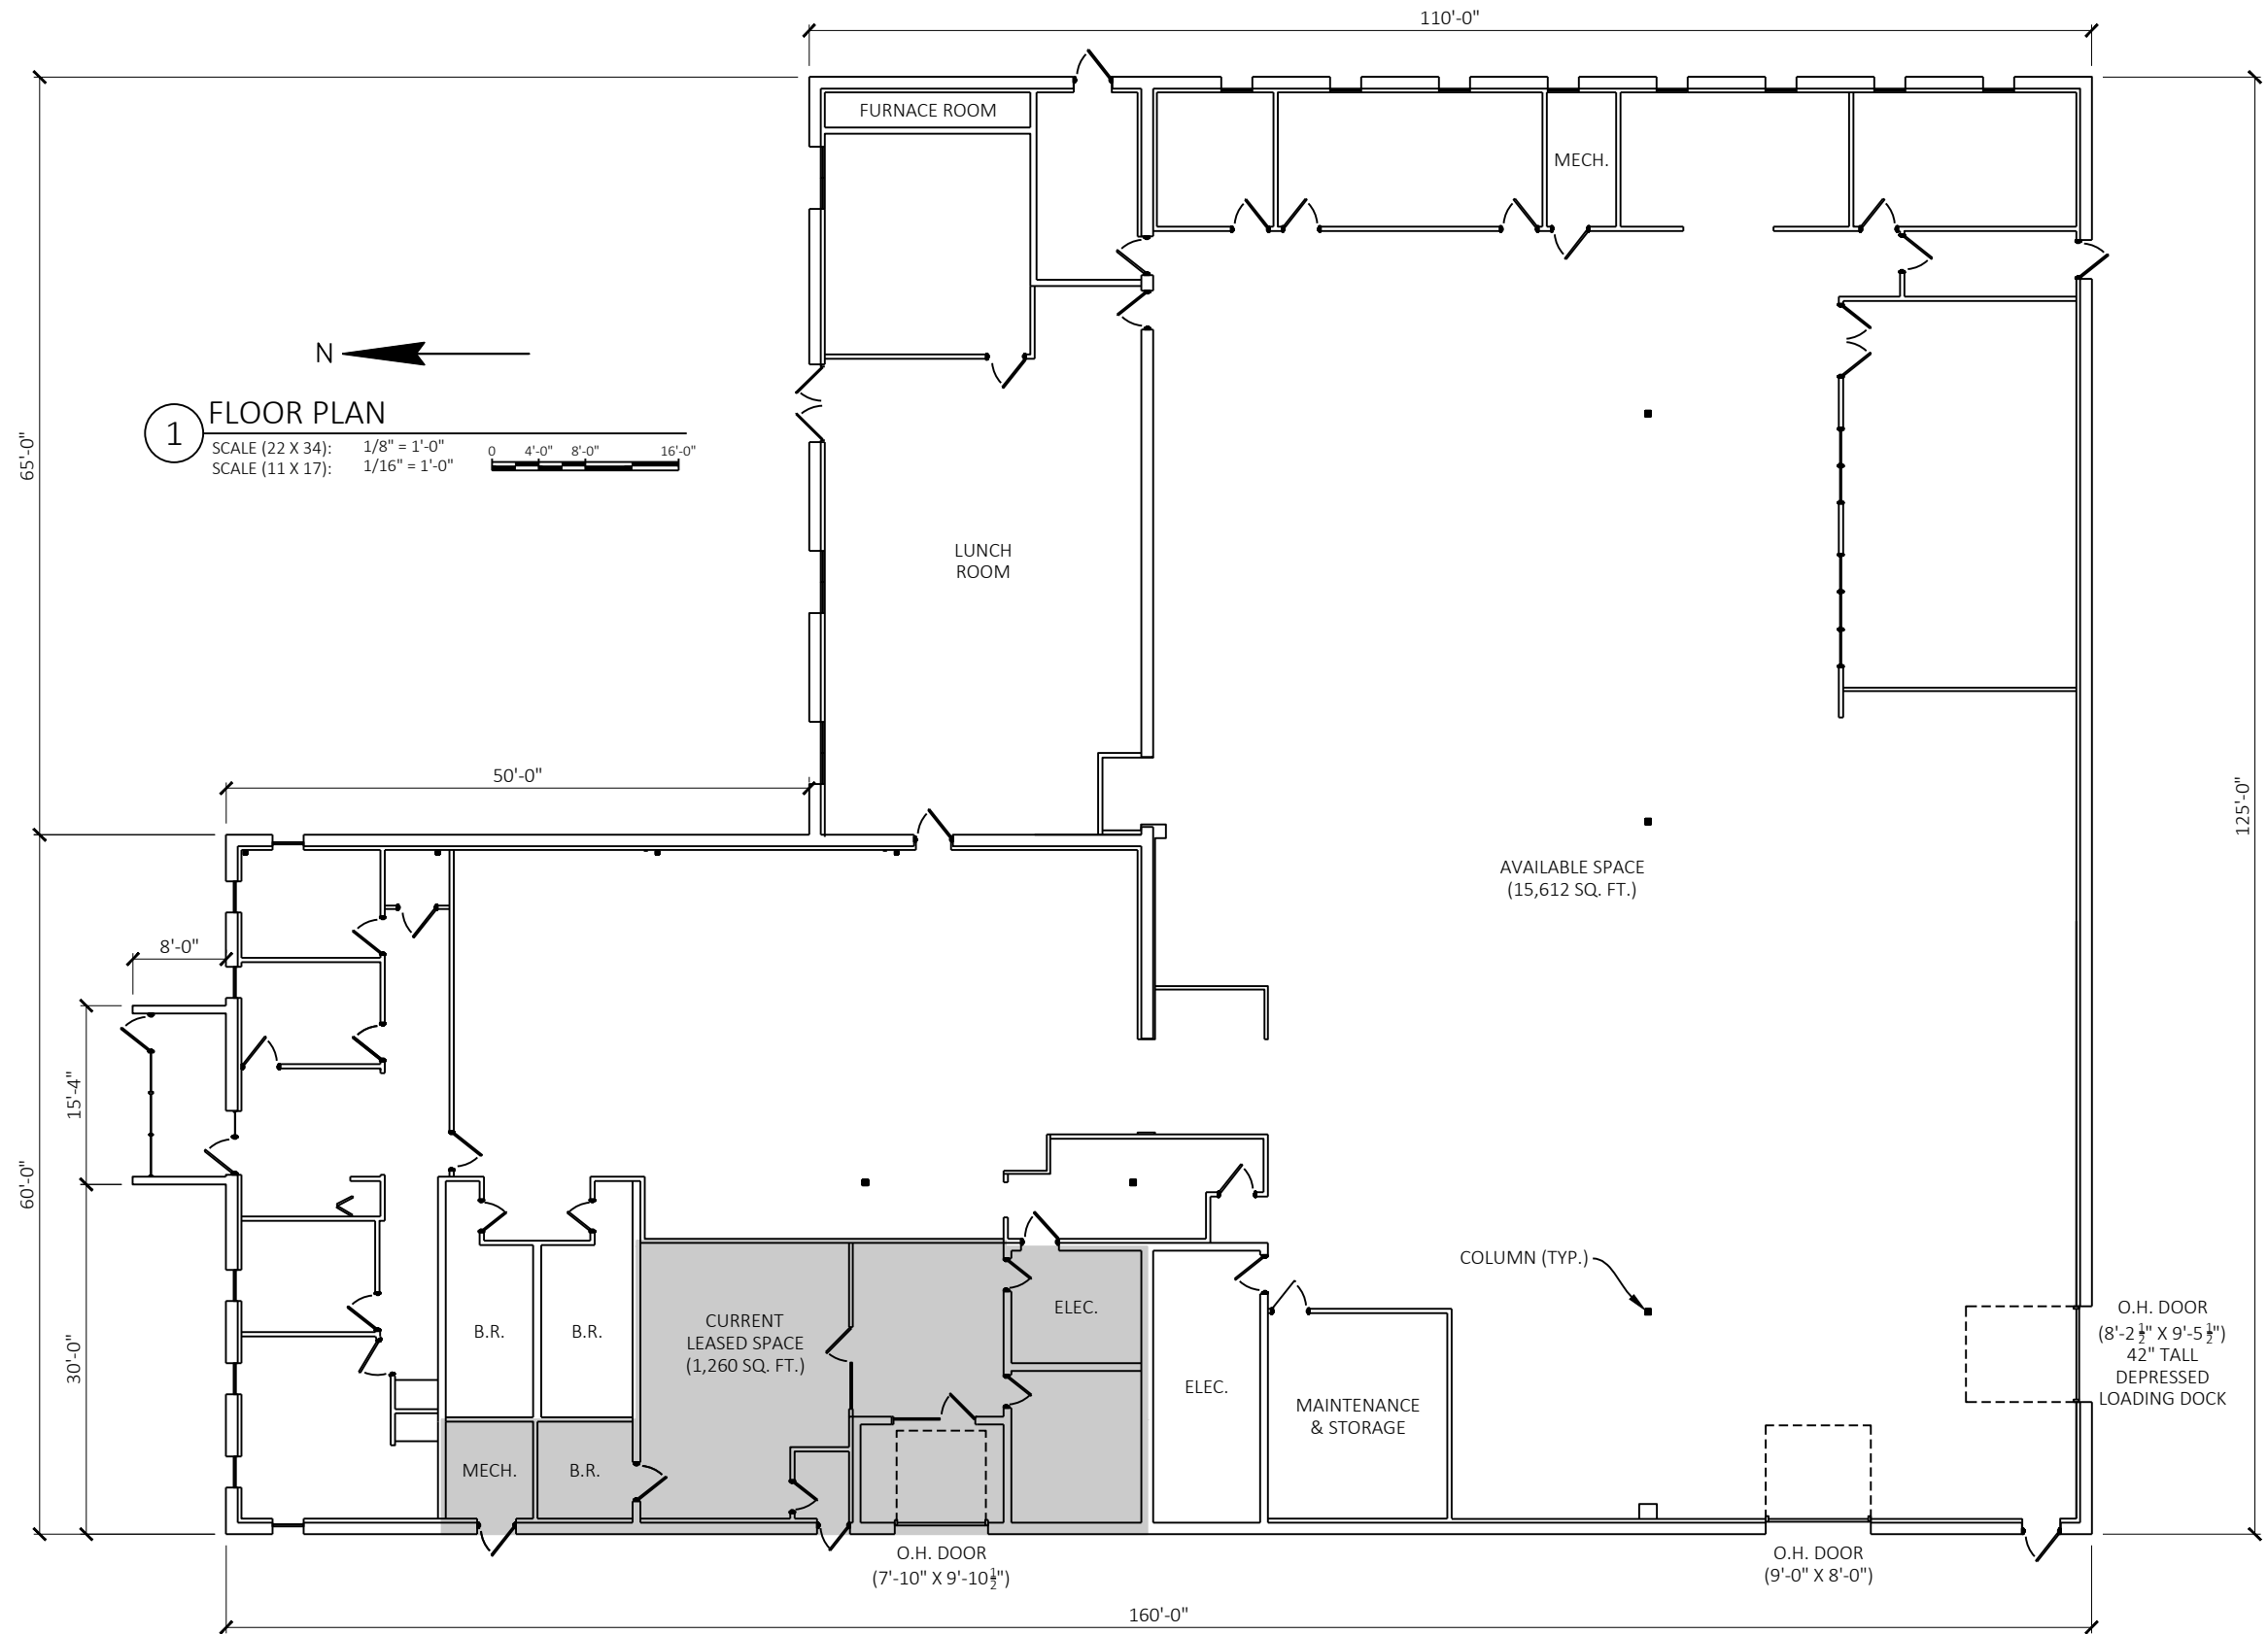 110'-0"
FURNACE ROOM
MECH.
N
1
FLOOR PLAN
SCALE (22 X 34): 1/8" = 1'-0"
SCALE (11 X 17): 1/16" = 1'-0"
0 4'-0" 8'-0" 16'-0"
65'-0"
LUNCH
ROOM
50'-0"
125'-0"
AVAILABLE SPACE
(15,612 SQ. FT.)
8'-0"
15'-4"
60'-0"
30'-0"
COLUMN (TYP.)
O.H. DOOR
(8'-2 1/2" X 9'-5 1/2")
42" TALL
DEPRESSED
LOADING DOCK
B.R.
B.R.
CURRENT
LEASED SPACE
(1,260 SQ. FT.)
ELEC.
ELEC.
MAINTENANCE
& STORAGE
MECH.
B.R.
O.H. DOOR
(7'-10" X 9'-10 1/2")
O.H. DOOR
(9'-0" X 8'-0")
160'-0"